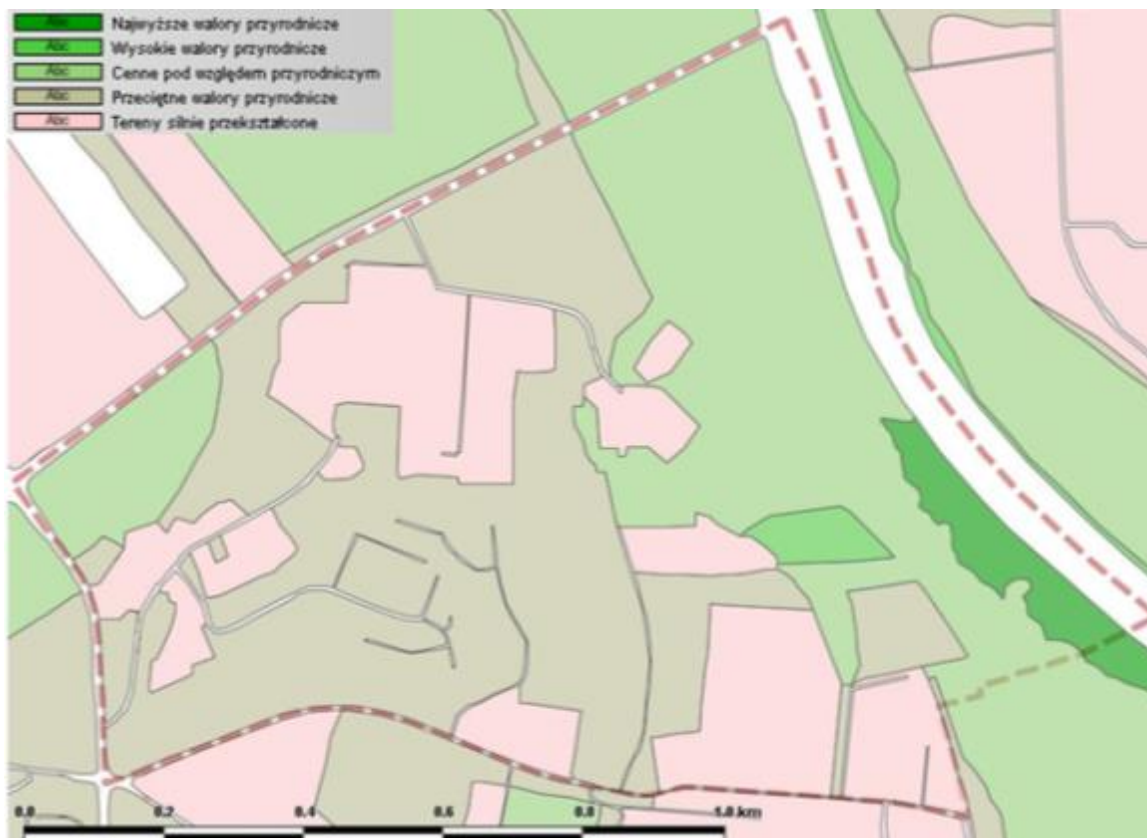 Abc Najwyższe walory przyrodnicze
Abc Wysokie walory przyrodnicze
Abc Cenne pod względem przyrodniczym
Abc Przeciętne walory przyrodnicze
Abc Tereny silnie przekształcone
0.0 0.2 0.4 0.6 0.8 1.0 km